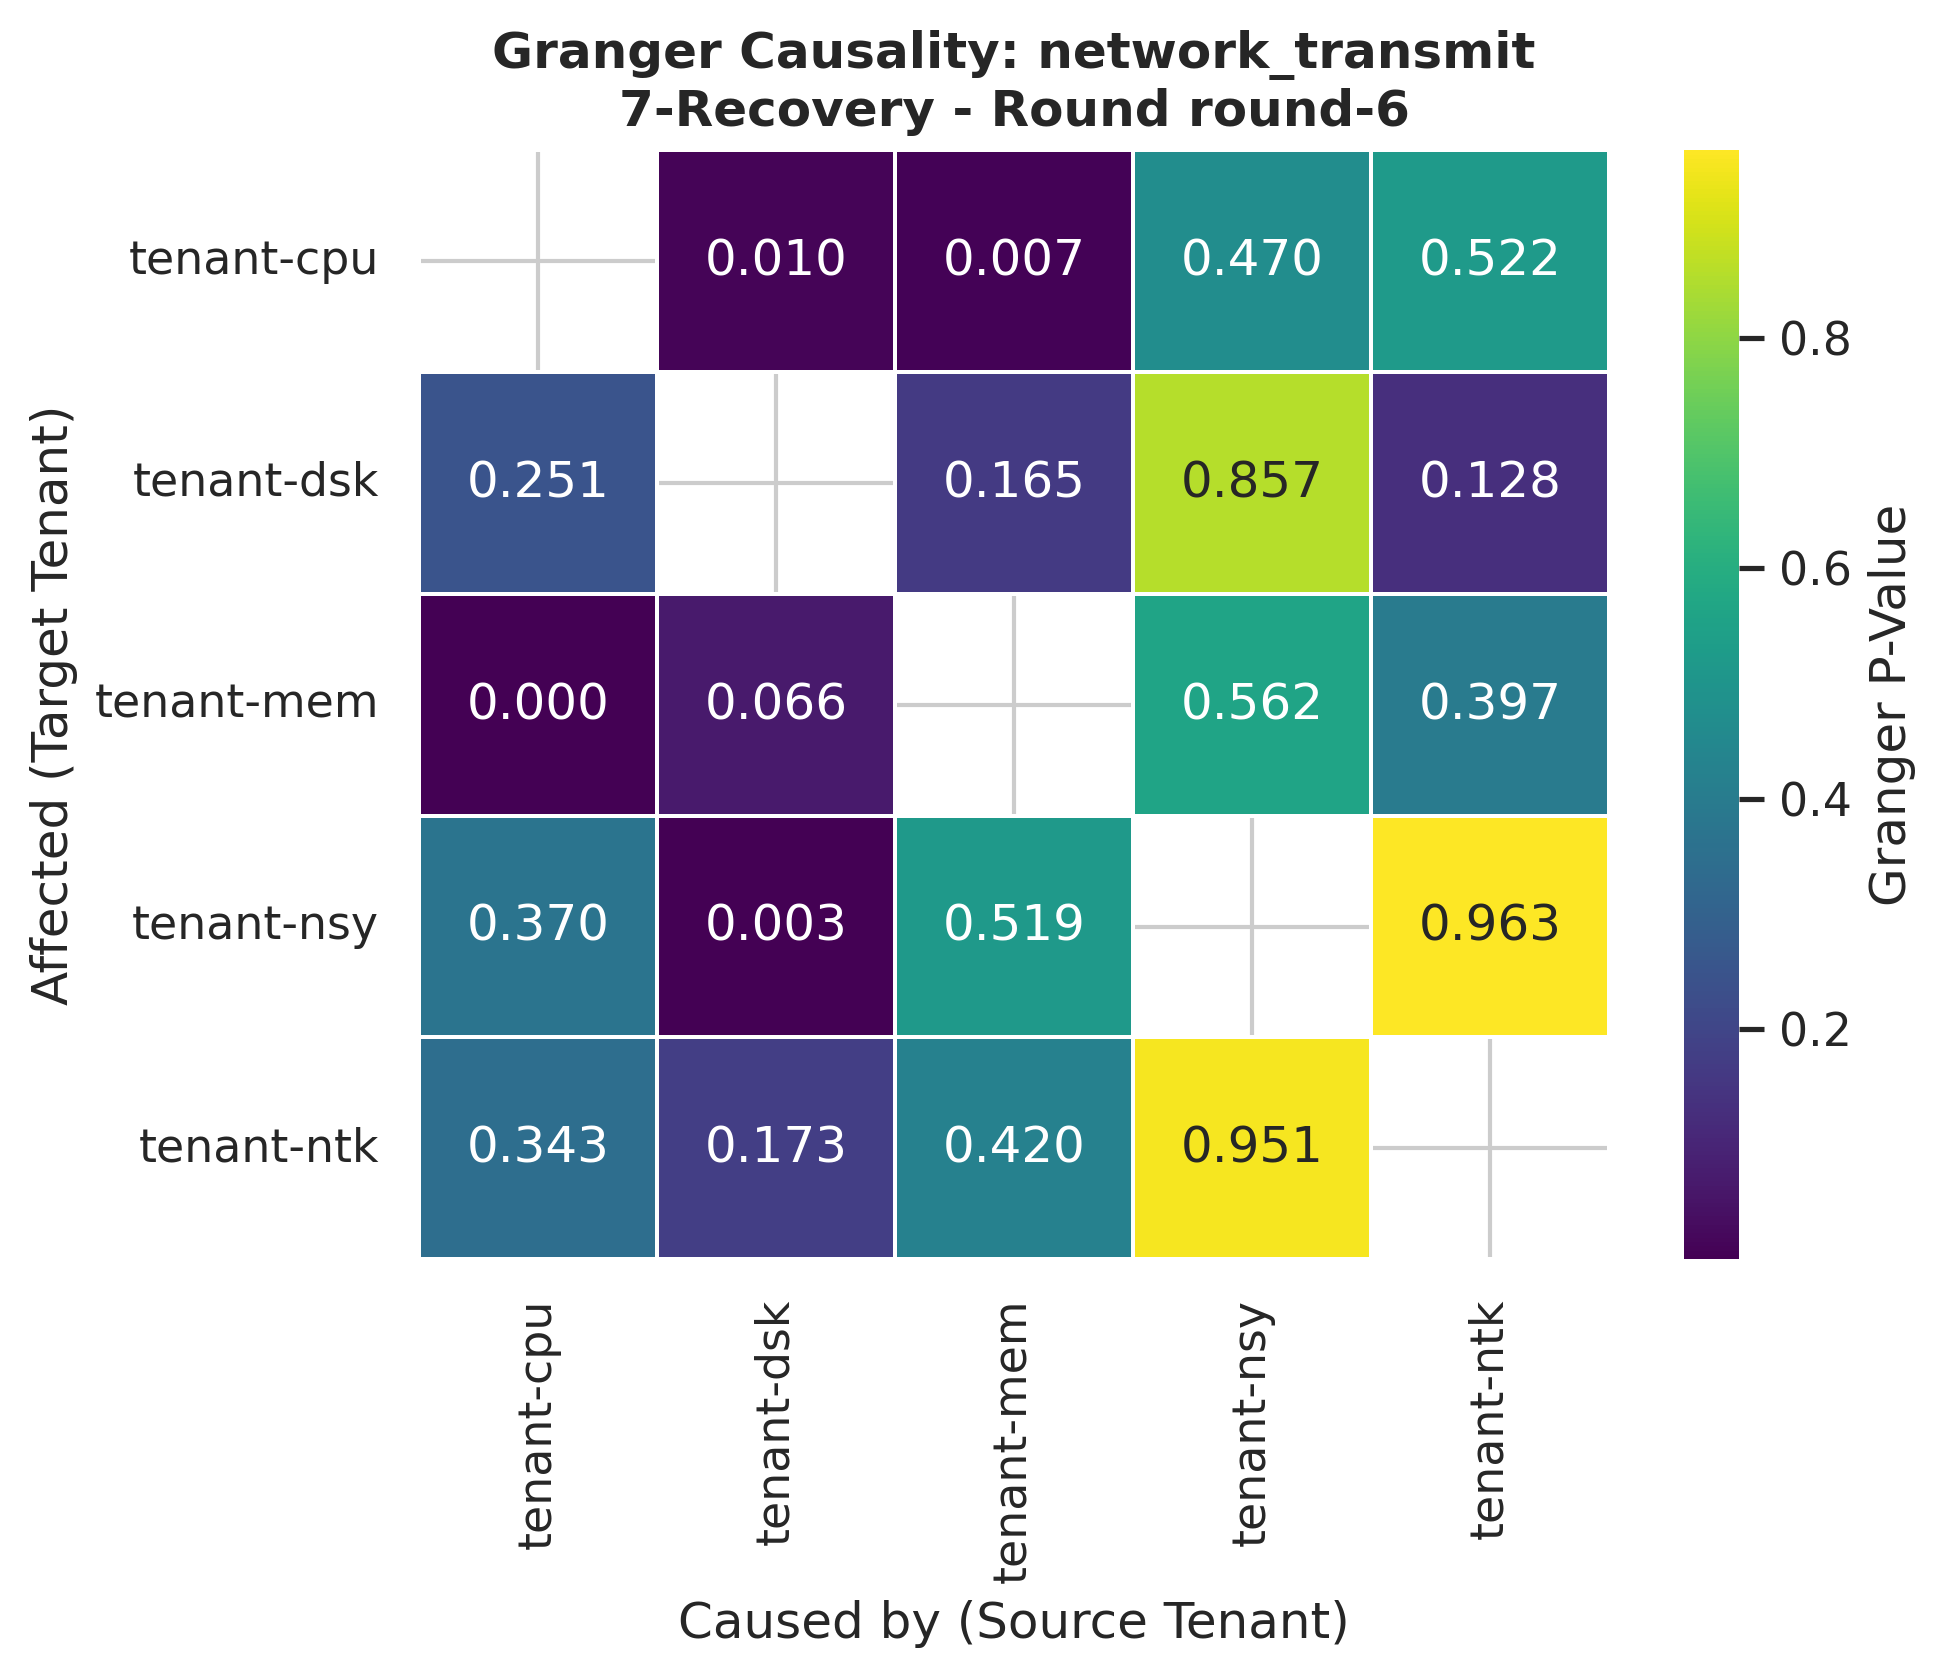 Granger Causality: network_transmit
7-Recovery - Round round-6
Affected (Target Tenant)
tenant-cpu 0.010 0.007 0.470 0.522
tenant-dsk 0.251 0.165 0.857 0.128
tenant-mem 0.000 0.066 0.562 0.397
tenant-nsy 0.370 0.003 0.519 0.963
tenant-ntk 0.343 0.173 0.420 0.951
tenant-cpu tenant-dsk tenant-mem tenant-nsy tenant-ntk
Caused by (Source Tenant)
0.8
0.6
0.4
0.2
Granger P-Value